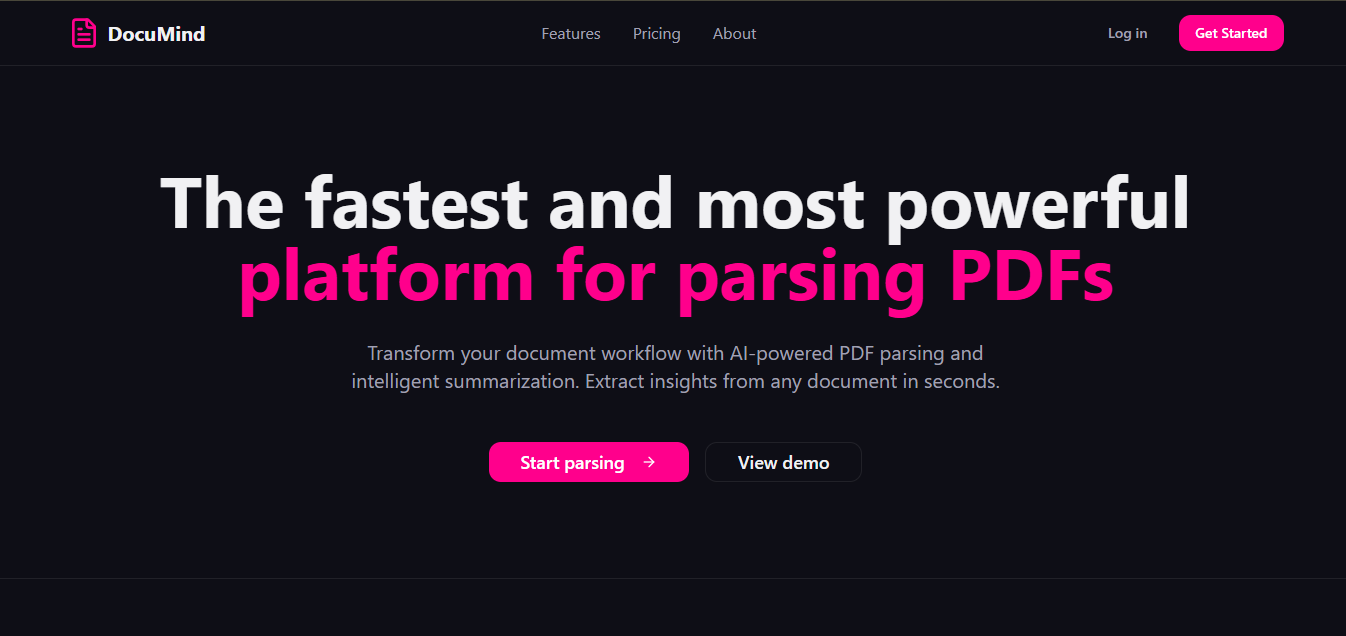 DocuMind
Features
Pricing
About
Log in
Get Started
The fastest and most powerful
platform for parsing PDFs
Transform your document workflow with AI-powered PDF parsing and
intelligent summarization. Extract insights from any document in seconds.
Start parsing →
View demo